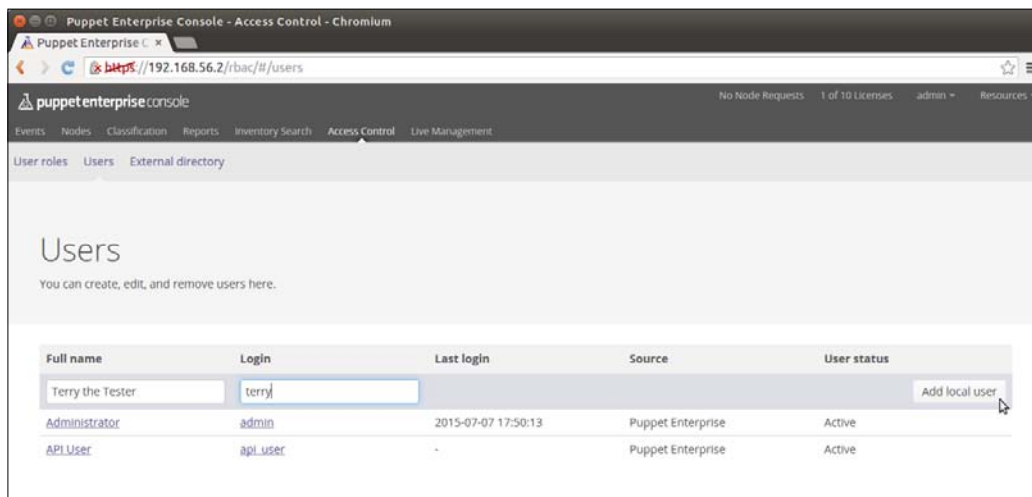 Puppet Enterprise Console - Access Control - Chromium
Puppet Enterprise C ×
https://192.168.56.2/rbac/#/users
puppetenterprise console No Node Requests 1 of 10 Licenses admin Resources
Events Nodes Classification Reports Inventory Search Access Control Live Management
User roles Users External directory
Users
You can create, edit, and remove users here.
Full name Login Last login Source User status
Terry the Tester terry Add local user
Administrator admin 2015-07-07 17:50:13 Puppet Enterprise Active
API User api_user - Puppet Enterprise Active